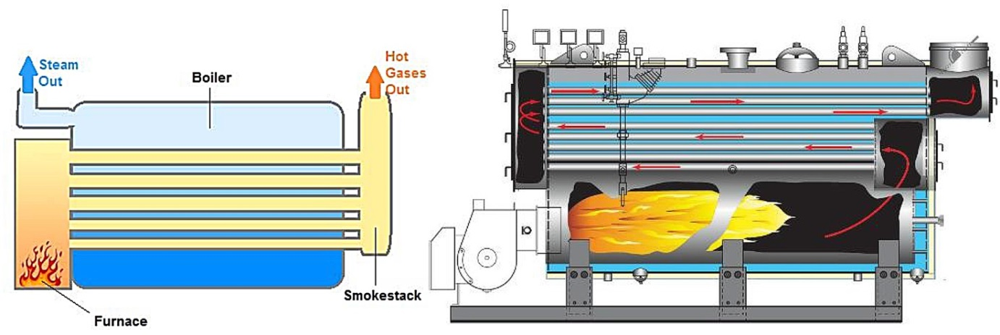 Steam
Out
Boiler
Hot
Gases
Out
Smokestack
Furnace